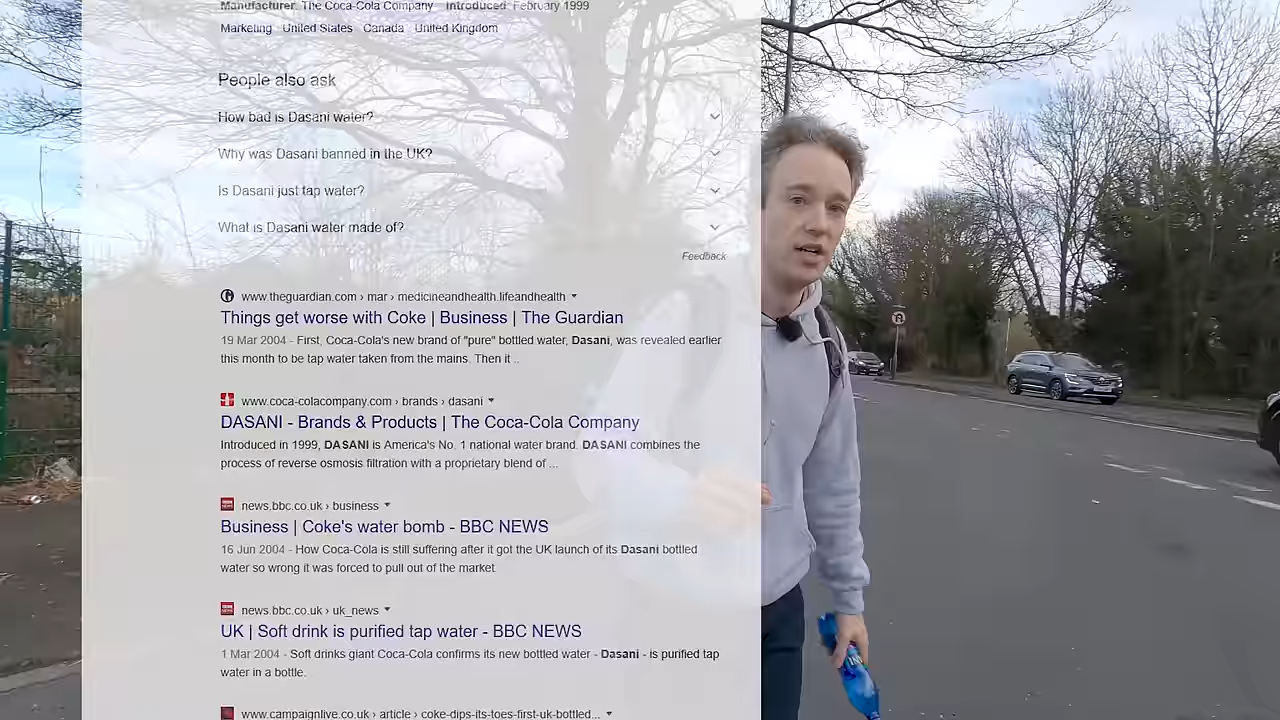 Manufacturer: The Coca-Cola Company Introduced: February 1999
Marketing · United States · Canada · United Kingdom
People also ask
How bad is Dasani water?
Why was Dasani banned in the UK?
Is Dasani just tap water?
What is Dasani water made of?
Feedback
www.theguardian.com › mar › medicineandhealth.lifeandhealth
Things get worse with Coke | Business | The Guardian
19 Mar 2004 - First, Coca-Cola's new brand of "pure" bottled water, Dasani, was revealed earlier
this month to be tap water taken from the mains. Then it ...
www.coca-colacompany.com › brands › dasani
DASANI - Brands & Products | The Coca-Cola Company
Introduced in 1999, DASANI is America's No. 1 national water brand. DASANI combines the
process of reverse osmosis filtration with a proprietary blend of ...
news.bbc.co.uk › business
Business | Coke's water bomb - BBC NEWS
16 Jun 2004 - How Coca-Cola is still suffering after it got the UK launch of its Dasani bottled
water so wrong it was forced to pull out of the market.
news.bbc.co.uk › uk_news
UK | Soft drink is purified tap water - BBC NEWS
1 Mar 2004 - Soft drinks giant Coca-Cola confirms its new bottled water - Dasani - is purified tap
water in a bottle.
www.campaignlive.co.uk › article › coke-dips-its-toes-first-uk-bottled...